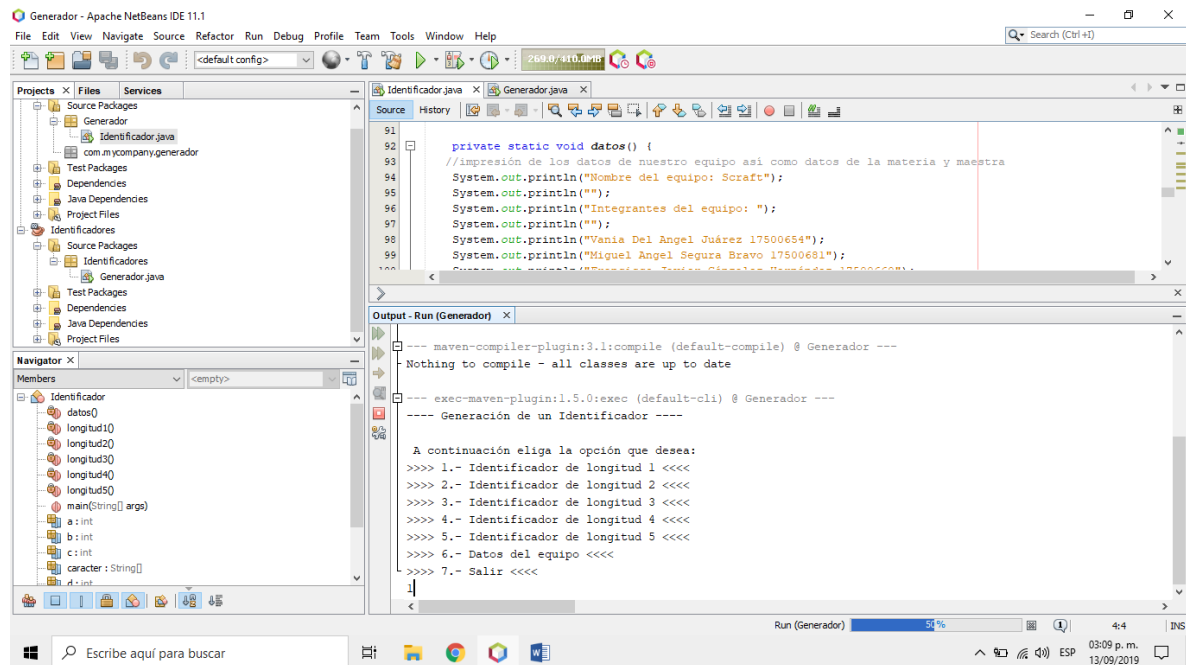 Generador - Apache NetBeans IDE 11.1
File Edit View Navigate Source Refactor Run Debug Profile Team Tools Window Help
Search (Ctrl+I)
<default config>
269.0/410.0MB
Projects Files Services
Source Packages
Generador
Identificador.java
com.mycompany.generador
Test Packages
Dependencies
Java Dependencies
Project Files
Identificadores
Source Packages
Identificadores
Generador.java
Test Packages
Dependencies
Java Dependencies
Project Files
Navigator
Members <empty>
Identificador
datos()
longitud1()
longitud2()
longitud3()
longitud4()
longitud5()
main(String[] args)
a : int
b : int
c : int
caracter : String[]
d : int
Identificador.java Generador.java
Source History
91
92 private static void datos() {
93 //impresión de los datos de nuestro equipo así como datos de la materia y maestra
94 System.out.println("Nombre del equipo: Scraft");
95 System.out.println("");
96 System.out.println("Integrantes del equipo: ");
97 System.out.println("");
98 System.out.println("Vania Del Angel Juárez 17500654");
99 System.out.println("Miguel Angel Segura Bravo 17500681");
Output - Run (Generador)
--- maven-compiler-plugin:3.1:compile (default-compile) @ Generador ---
Nothing to compile - all classes are up to date
--- exec-maven-plugin:1.5.0:exec (default-cli) @ Generador ---
---- Generación de un Identificador ----
A continuación eliga la opción que desea:
>>>> 1.- Identificador de longitud 1 <<<<
>>>> 2.- Identificador de longitud 2 <<<<
>>>> 3.- Identificador de longitud 3 <<<<
>>>> 4.- Identificador de longitud 4 <<<<
>>>> 5.- Identificador de longitud 5 <<<<
>>>> 6.- Datos del equipo <<<<
>>>> 7.- Salir <<<<
1
Run (Generador) 50% 1 4:4 INS
Escribe aquí para buscar
ESP
03:09 p. m.
13/09/2019